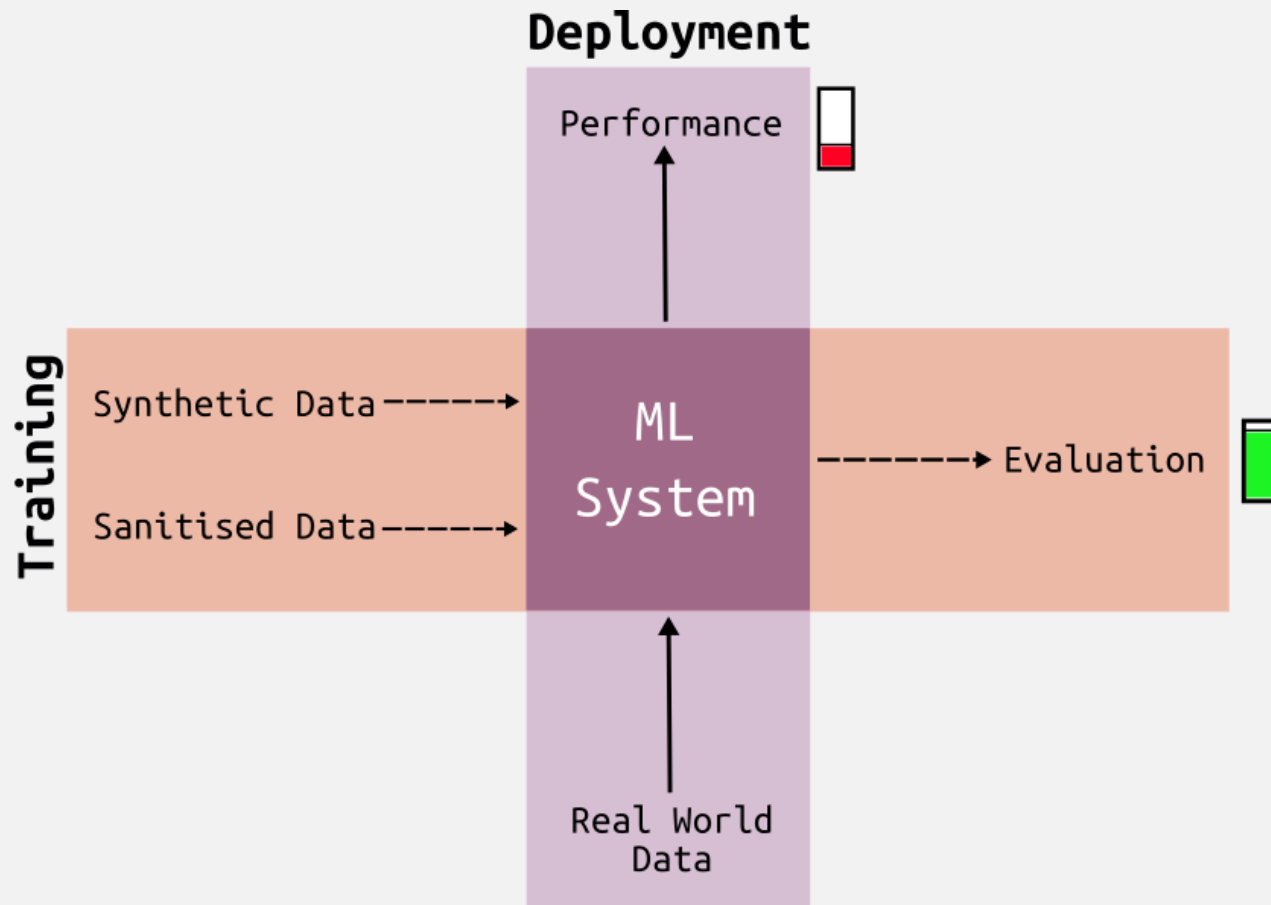 Deployment
Performance
Training
Synthetic Data
ML
System
Evaluation
Sanitised Data
Real World
Data